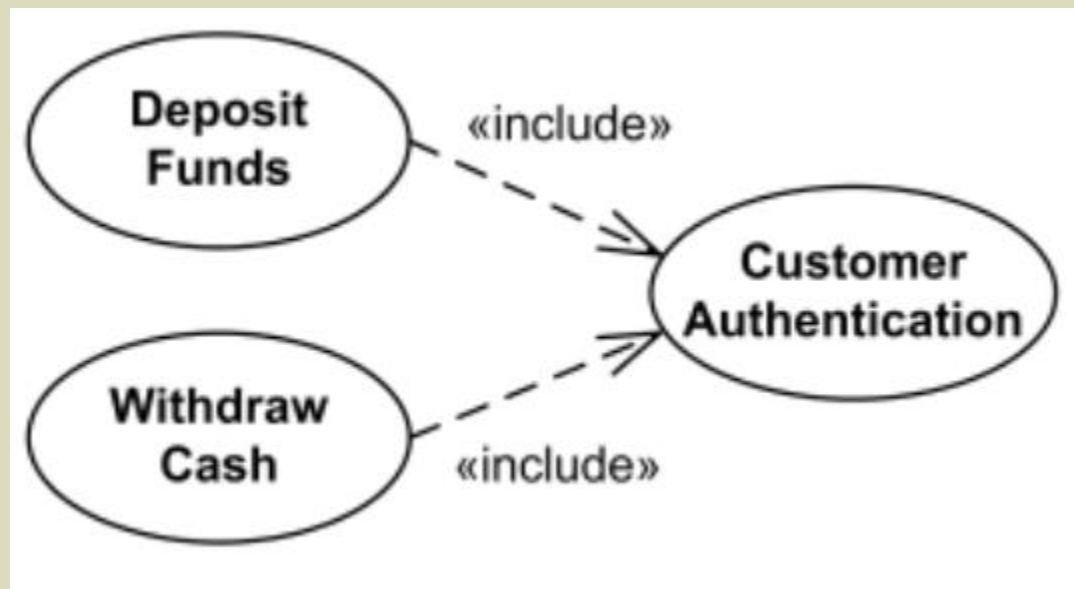 Deposit
Funds
«include»
Customer
Authentication
Withdraw
Cash
«include»